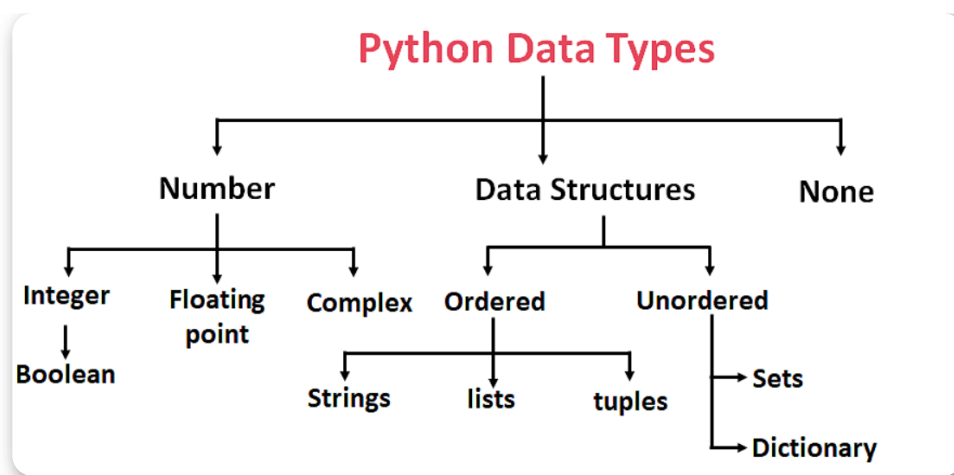 Python Data Types
Number
Data Structures
None
Integer
Floating
point
Complex
Ordered
Unordered
Boolean
Strings
lists
tuples
Sets
Dictionary